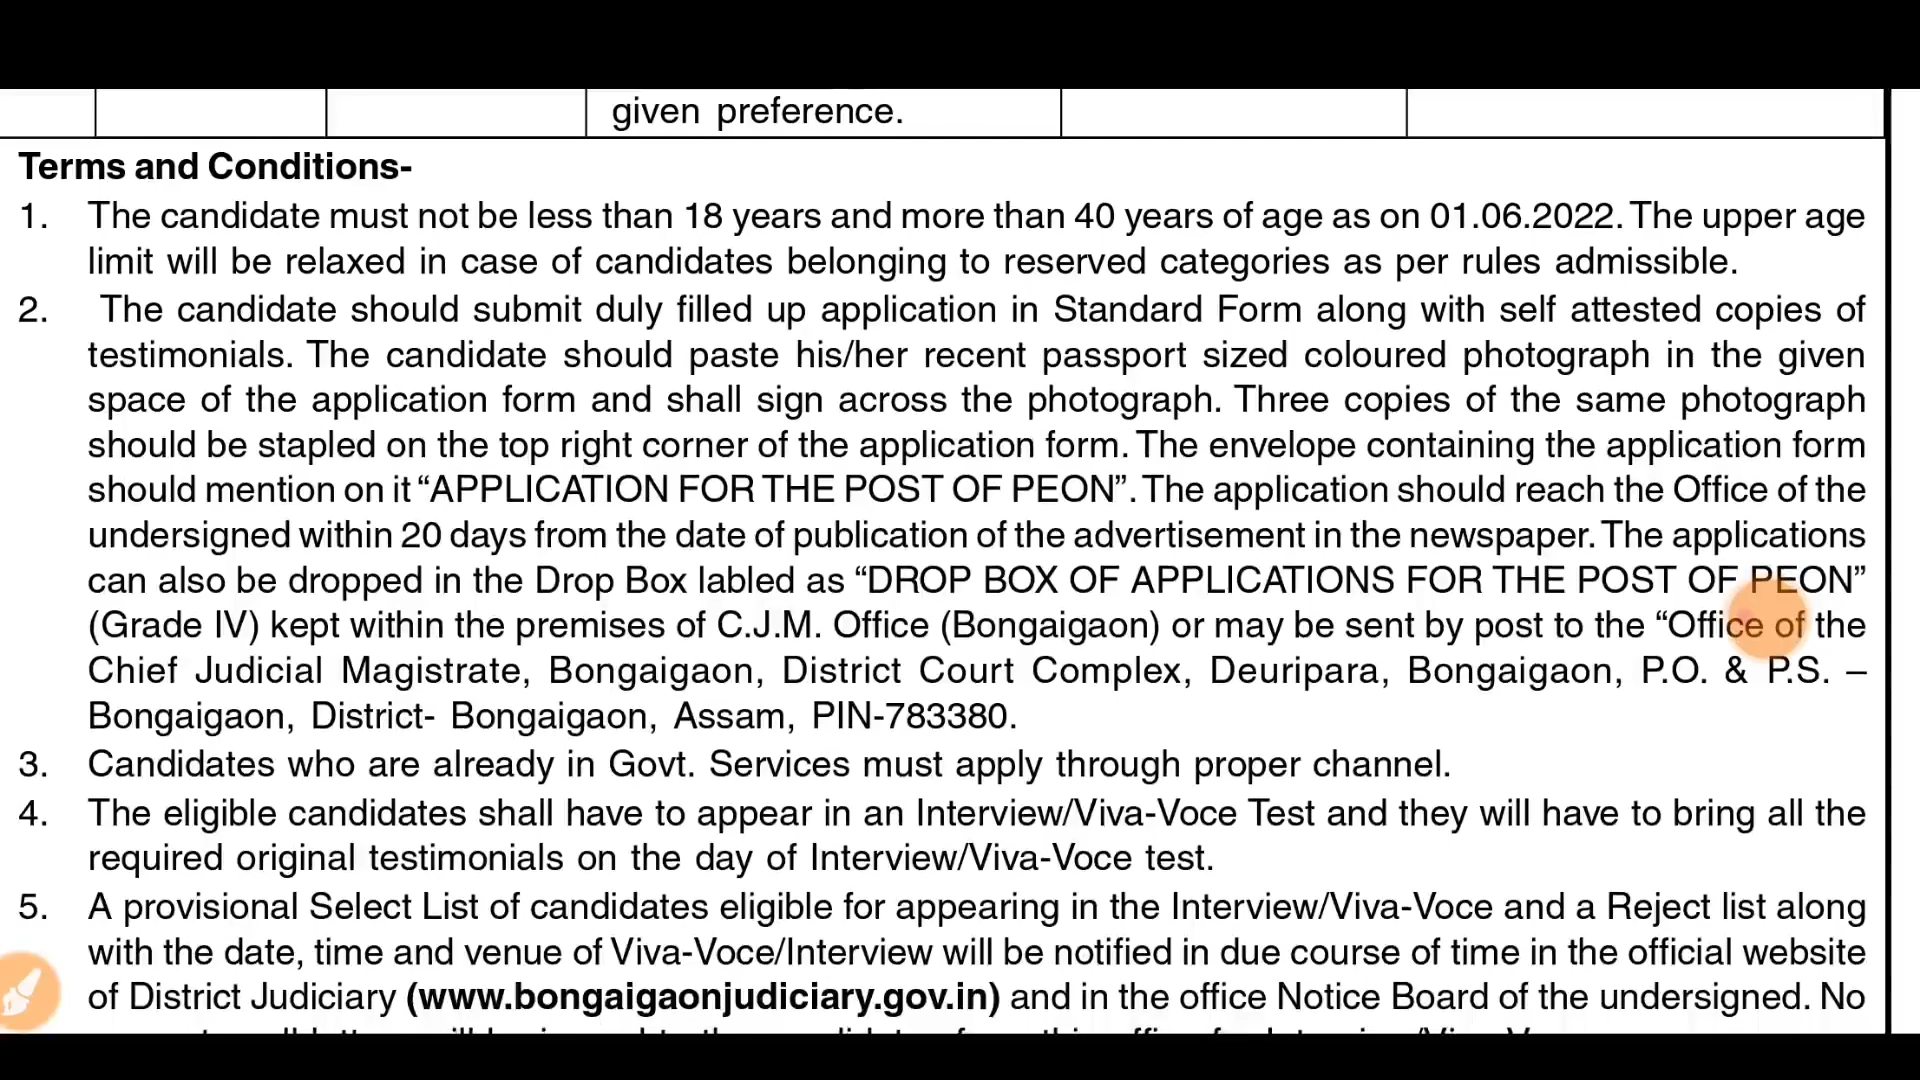 given preference.
Terms and Conditions-
1. The candidate must not be less than 18 years and more than 40 years of age as on 01.06.2022. The upper age
limit will be relaxed in case of candidates belonging to reserved categories as per rules admissible.
2. The candidate should submit duly filled up application in Standard Form along with self attested copies of
testimonials. The candidate should paste his/her recent passport sized coloured photograph in the given
space of the application form and shall sign across the photograph. Three copies of the same photograph
should be stapled on the top right corner of the application form. The envelope containing the application form
should mention on it “APPLICATION FOR THE POST OF PEON”. The application should reach the Office of the
undersigned within 20 days from the date of publication of the advertisement in the newspaper. The applications
can also be dropped in the Drop Box labled as “DROP BOX OF APPLICATIONS FOR THE POST OF PEON”
(Grade IV) kept within the premises of C.J.M. Office (Bongaigaon) or may be sent by post to the “Office of the
Chief Judicial Magistrate, Bongaigaon, District Court Complex, Deuripara, Bongaigaon, P.O. & P.S. –
Bongaigaon, District- Bongaigaon, Assam, PIN-783380.
3. Candidates who are already in Govt. Services must apply through proper channel.
4. The eligible candidates shall have to appear in an Interview/Viva-Voce Test and they will have to bring all the
required original testimonials on the day of Interview/Viva-Voce test.
5. A provisional Select List of candidates eligible for appearing in the Interview/Viva-Voce and a Reject list along
with the date, time and venue of Viva-Voce/Interview will be notified in due course of time in the official website
of District Judiciary (www.bongaigaonjudiciary.gov.in) and in the office Notice Board of the undersigned. No